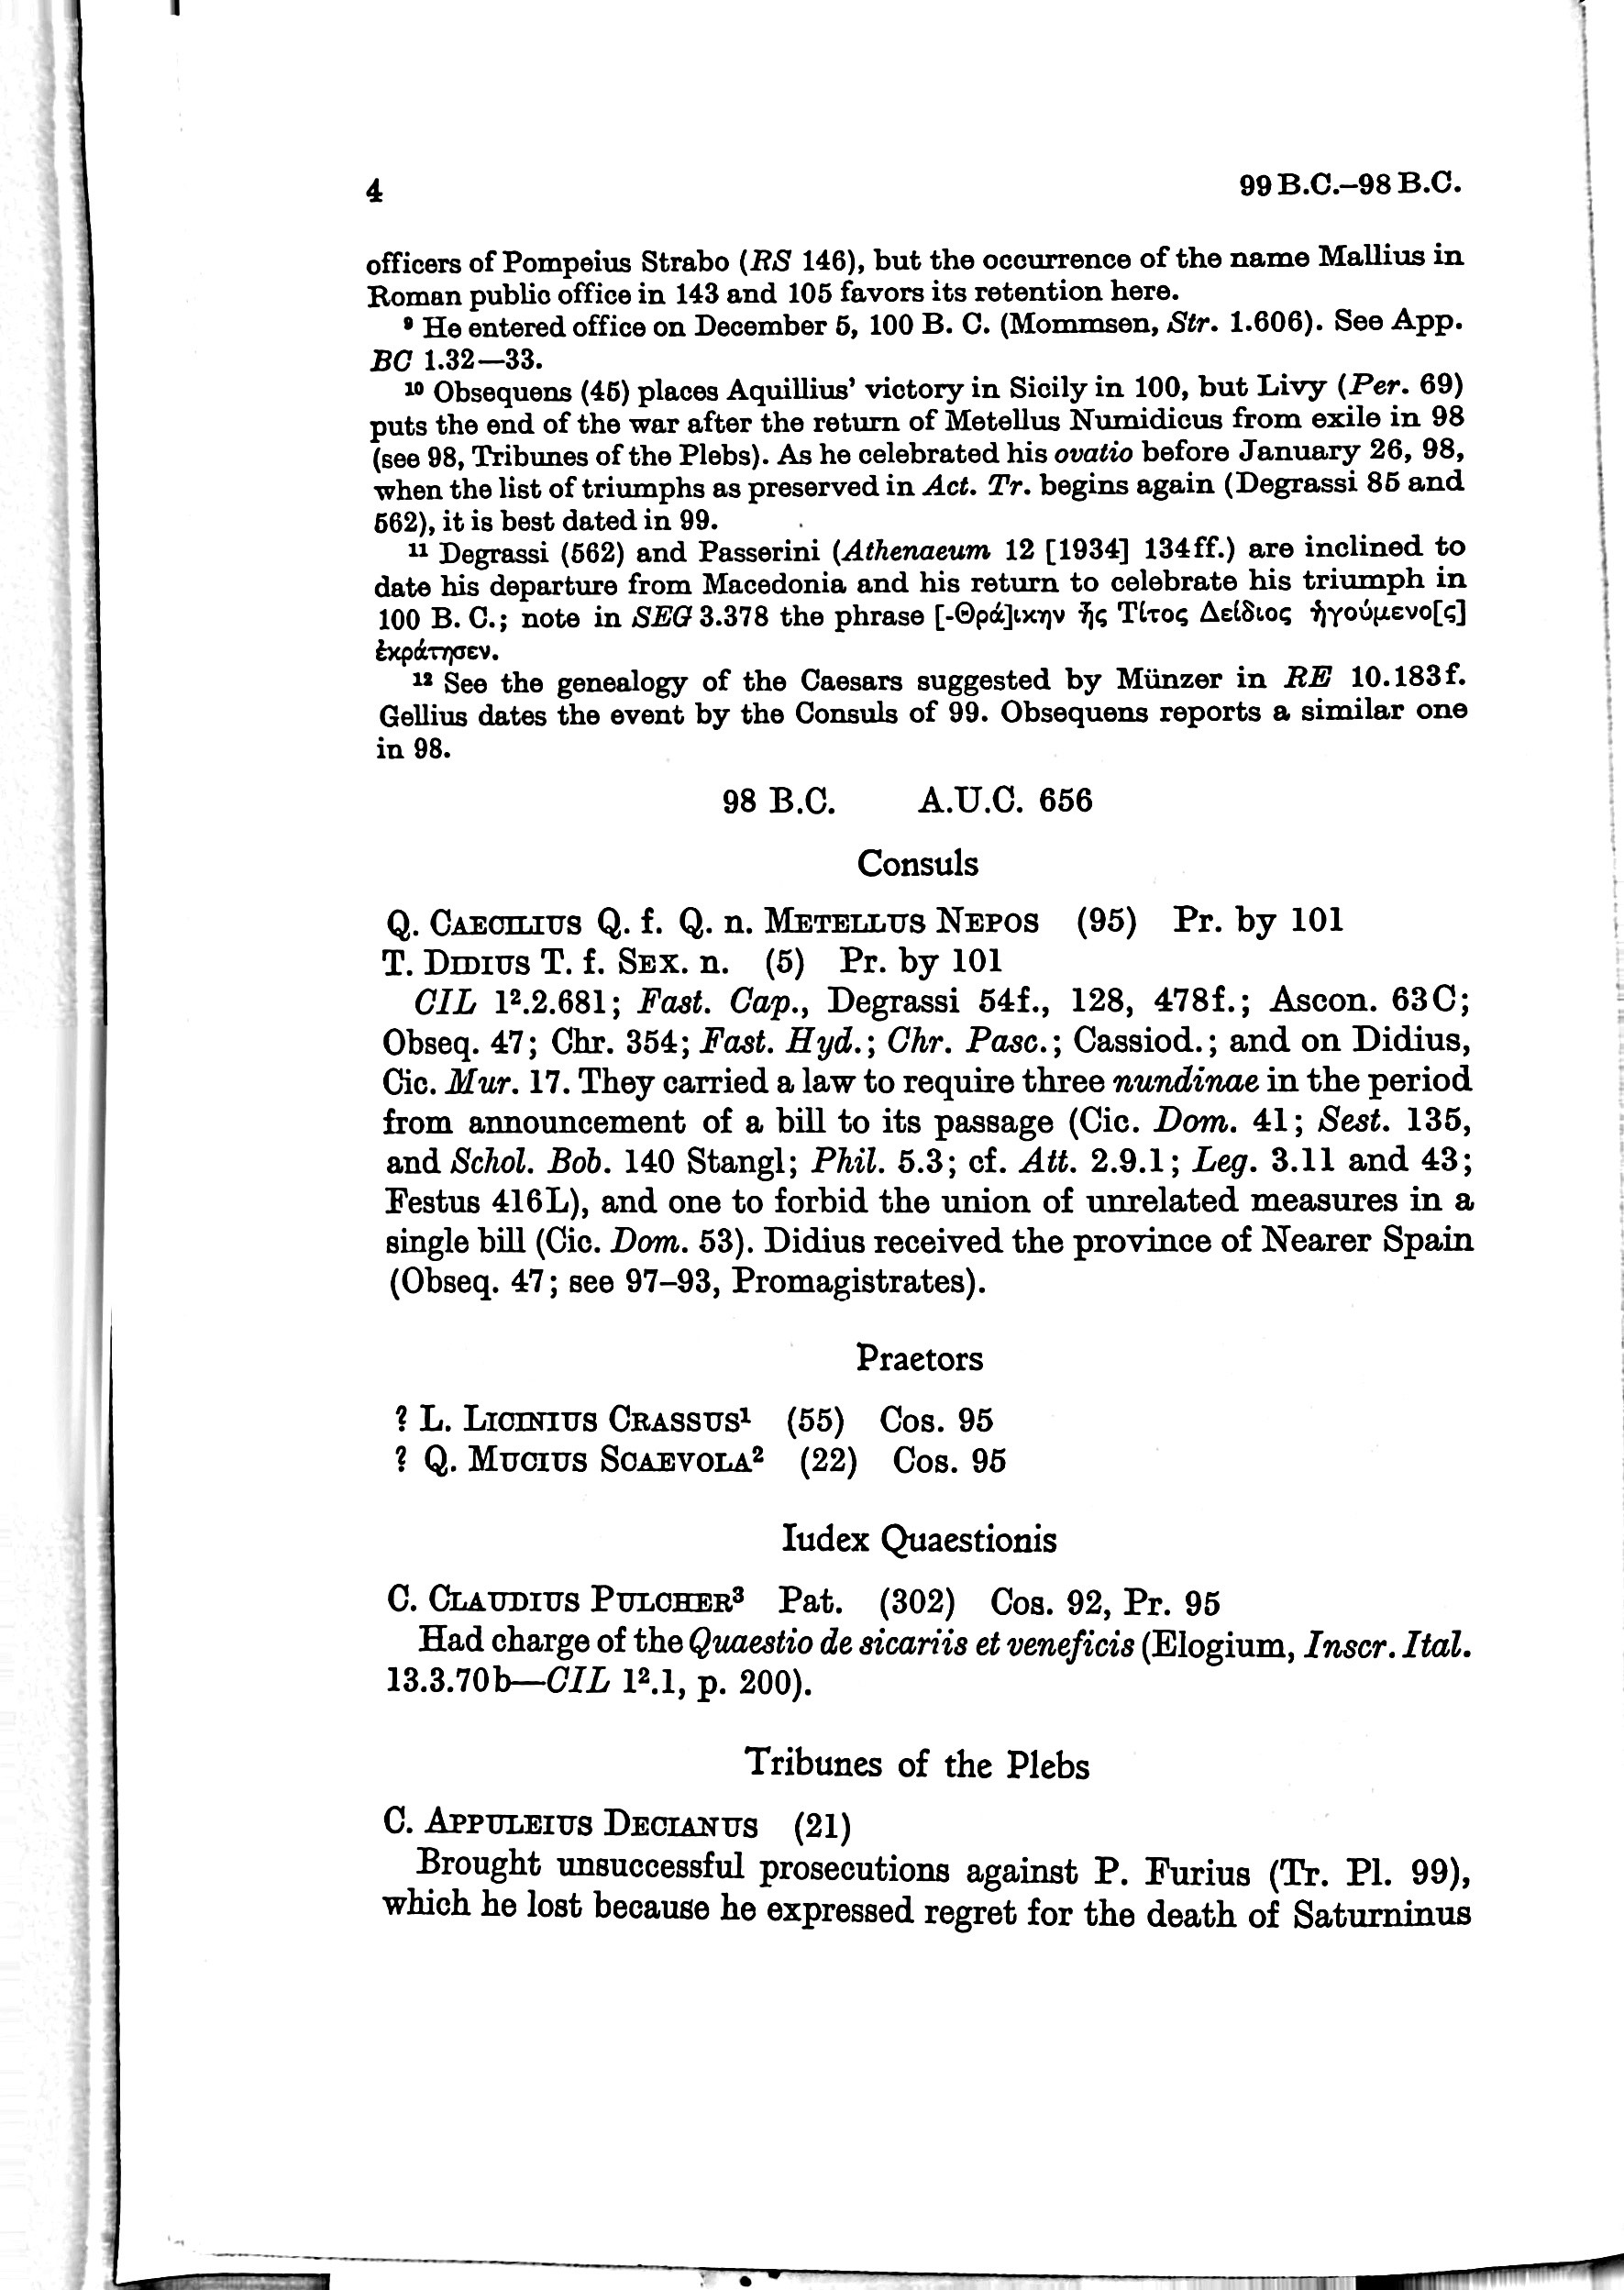 4 99 B.C.–98 B.C.
officers of Pompeius Strabo (RS 146), but the occurrence of the name Mallius in
Roman public office in 143 and 105 favors its retention here.
⁹ He entered office on December 5, 100 B. C. (Mommsen, Str. 1.606). See App.
BC 1.32—33.
¹⁰ Obsequens (45) places Aquillius’ victory in Sicily in 100, but Livy (Per. 69)
puts the end of the war after the return of Metellus Numidicus from exile in 98
(see 98, Tribunes of the Plebs). As he celebrated his ovatio before January 26, 98,
when the list of triumphs as preserved in Act. Tr. begins again (Degrassi 85 and
562), it is best dated in 99.
¹¹ Degrassi (562) and Passerini (Athenaeum 12 [1934] 134ff.) are inclined to
date his departure from Macedonia and his return to celebrate his triumph in
100 B. C.; note in SEG 3.378 the phrase [-Θρά]ικην ἧς Τίτος Δείδιος ἡγούμενο[ς]
ἐκράτησεν.
¹² See the genealogy of the Caesars suggested by Münzer in RE 10.183f.
Gellius dates the event by the Consuls of 99. Obsequens reports a similar one
in 98.
98 B.C. A.U.C. 656
Consuls
Q. CAECILIUS Q. f. Q. n. METELLUS NEPOS (95) Pr. by 101
T. DIDIUS T. f. SEX. n. (5) Pr. by 101
CIL 1².2.681; Fast. Cap., Degrassi 54f., 128, 478f.; Ascon. 63C;
Obseq. 47; Chr. 354; Fast. Hyd.; Chr. Pasc.; Cassiod.; and on Didius,
Cic. Mur. 17. They carried a law to require three nundinae in the period
from announcement of a bill to its passage (Cic. Dom. 41; Sest. 135,
and Schol. Bob. 140 Stangl; Phil. 5.3; cf. Att. 2.9.1; Leg. 3.11 and 43;
Festus 416L), and one to forbid the union of unrelated measures in a
single bill (Cic. Dom. 53). Didius received the province of Nearer Spain
(Obseq. 47; see 97–93, Promagistrates).
Praetors
? L. LICINIUS CRASSUS¹ (55) Cos. 95
? Q. MUCIUS SCAEVOLA² (22) Cos. 95
Iudex Quaestionis
C. CLAUDIUS PULCHER³ Pat. (302) Cos. 92, Pr. 95
Had charge of the Quaestio de sicariis et veneficis (Elogium, Inscr. Ital.
13.3.70b—CIL 1².1, p. 200).
Tribunes of the Plebs
C. APPULEIUS DECIANUS (21)
Brought unsuccessful prosecutions against P. Furius (Tr. Pl. 99),
which he lost because he expressed regret for the death of Saturninus